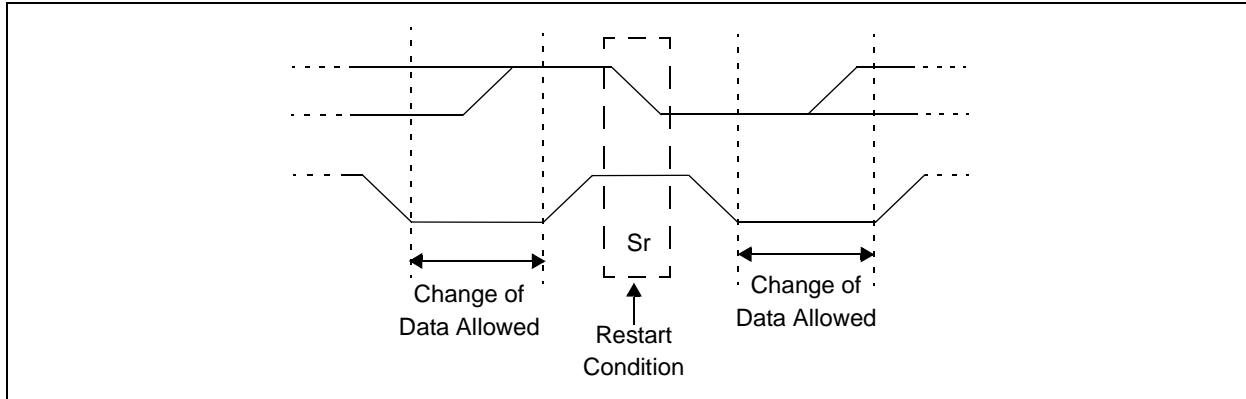 Sr
Change of
Data Allowed
Restart
Condition
Change of
Data Allowed